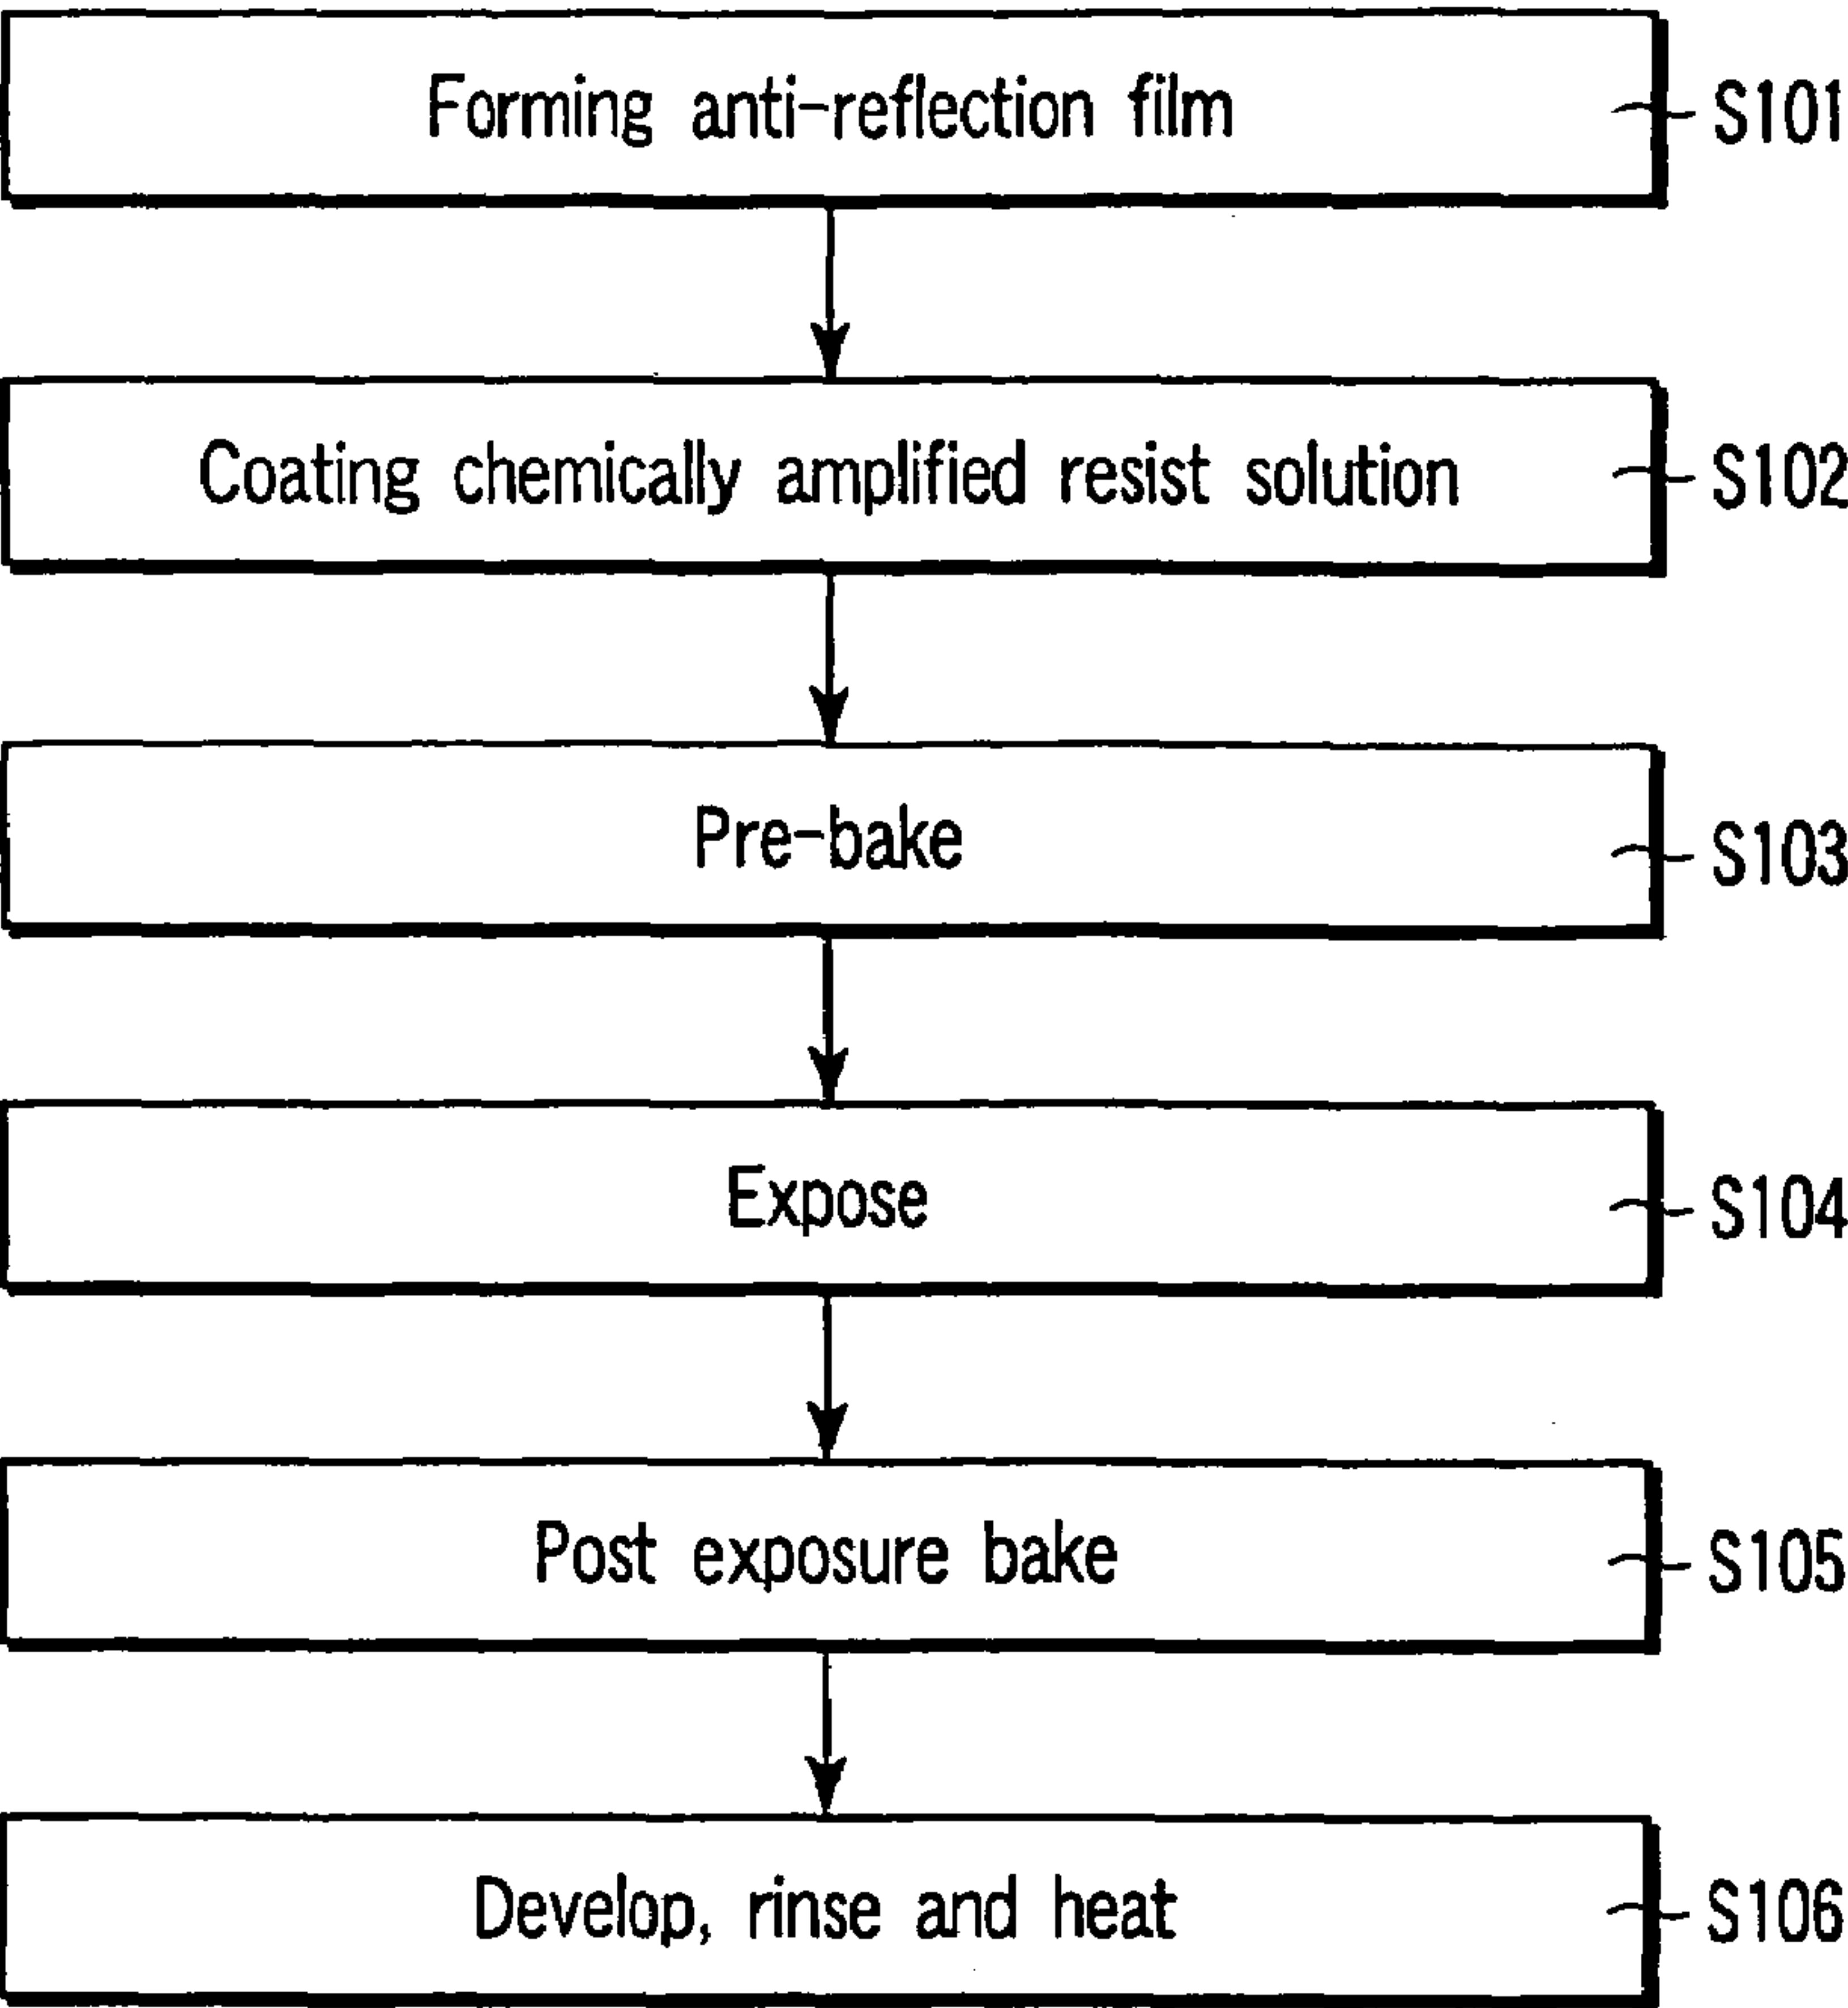 Forming anti-reflection film S101
Coating chemically amplified resist solution S102
Pre-bake S103
Expose S104
Post exposure bake S105
Develop, rinse and heat S106